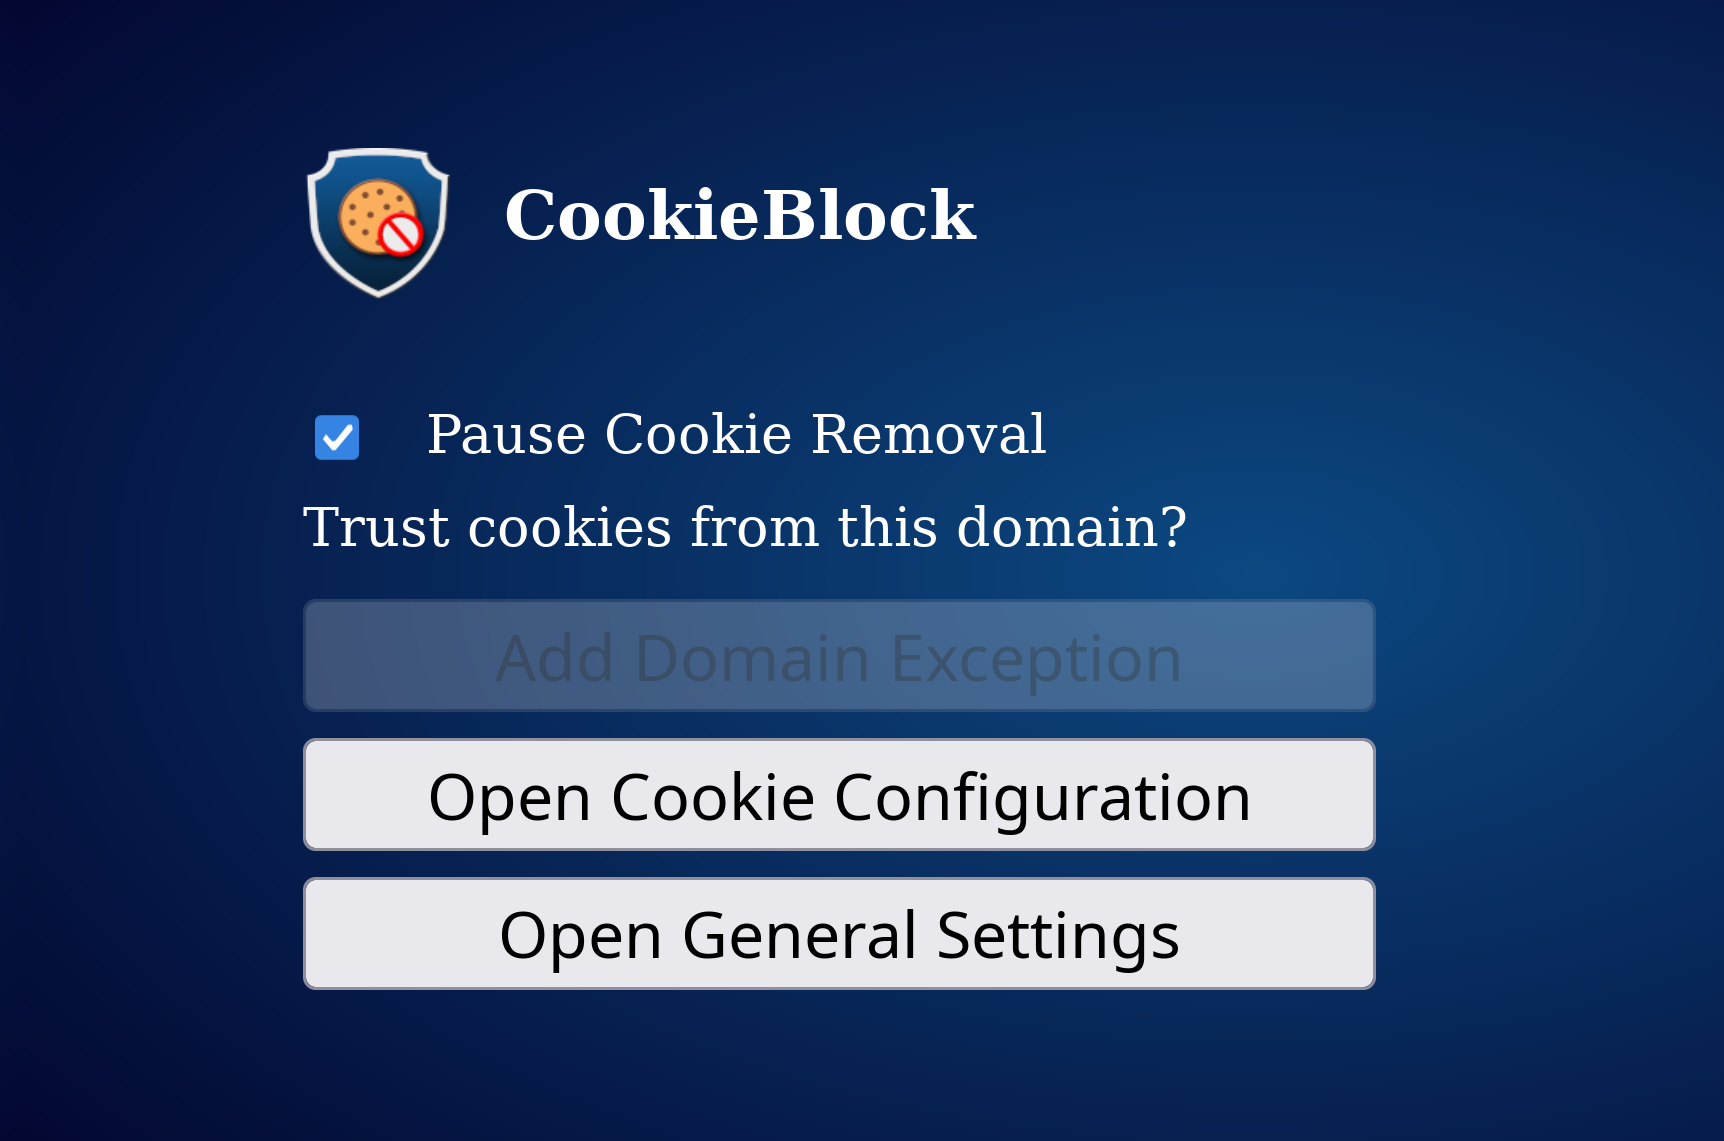 CookieBlock
Pause Cookie Removal
Trust cookies from this domain?
Add Domain Exception
Open Cookie Configuration
Open General Settings